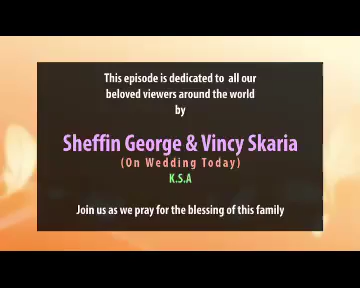 This episode is dedicated to all our
beloved viewers around the world
by
Sheffin George & Vincy Skaria
(On Wedding Today)
K.S.A
Join us as we pray for the blessing of this family